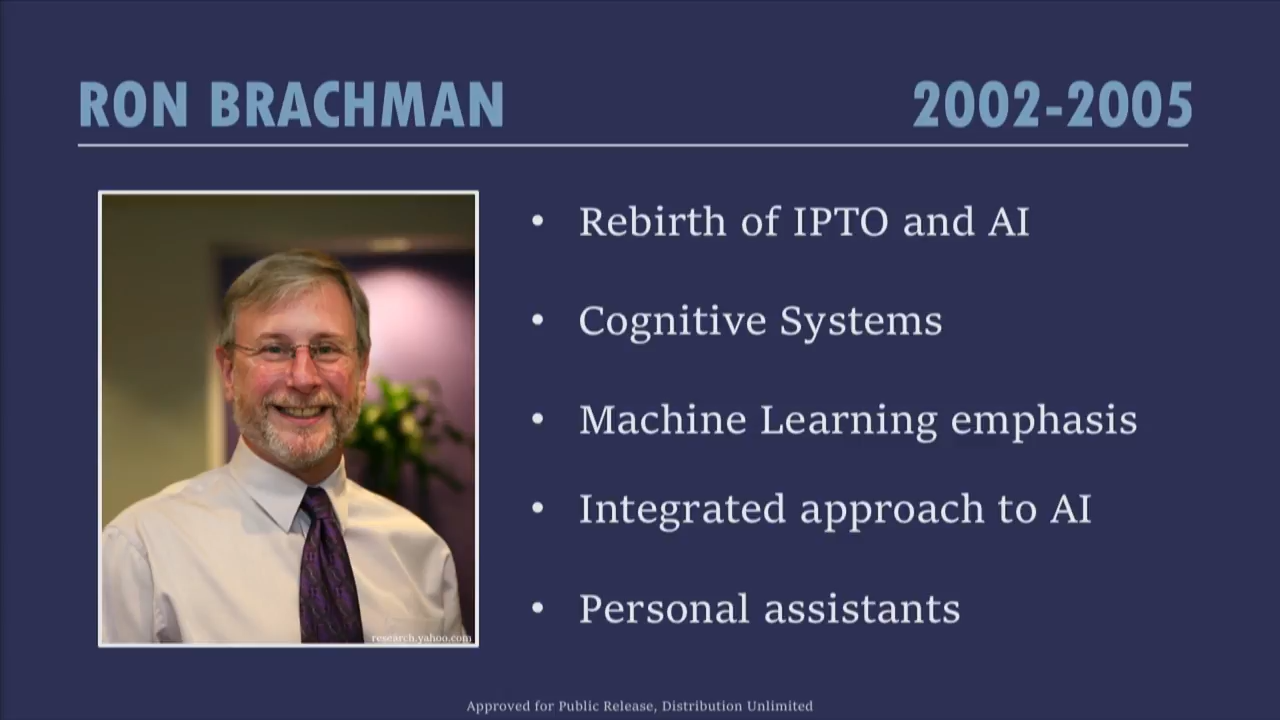 RON BRACHMAN 2002-2005
• Rebirth of IPTO and AI
• Cognitive Systems
• Machine Learning emphasis
• Integrated approach to AI
• Personal assistants
research.yahoo.com
Approved for Public Release, Distribution Unlimited